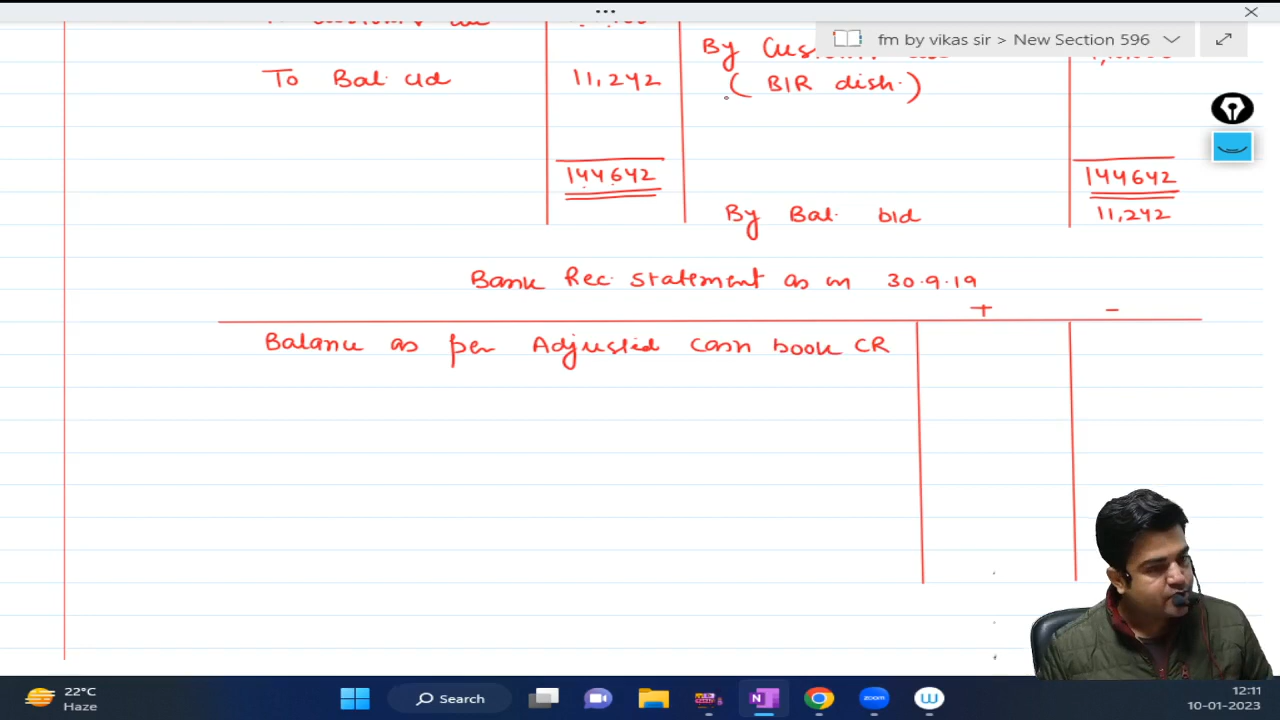 fm by vikas sir > New Section 596
By
To Bal c/d 11,242 ( B/R dish.)
144642 144642
By Bal. b/d 11,242
Bank Rec. statement as on 30.9.19
+ -
Balance as per Adjusted cash book CR
22°C
Haze
Search
12:11
10-01-2023